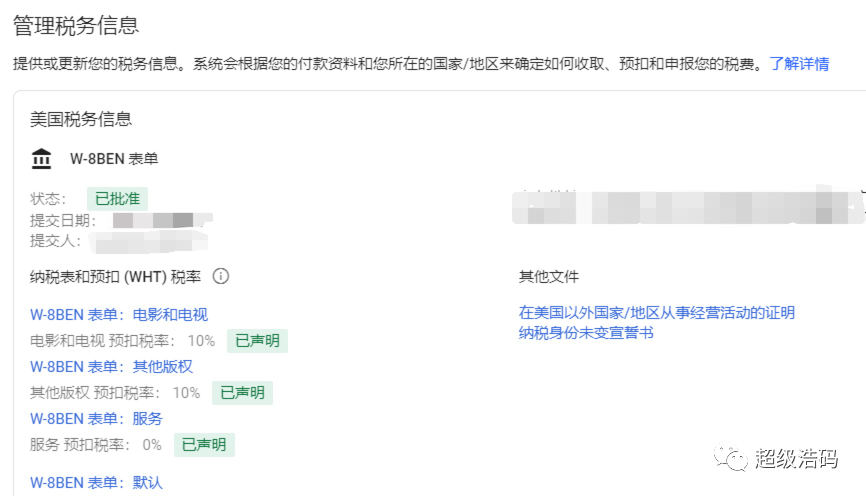 管理税务信息
提供或更新您的税务信息。系统会根据您的付款资料和您所在的国家/地区来确定如何收取、预扣和申报您的税费。了解详情
美国税务信息
W-8BEN 表单
状态： 已批准
提交日期：
提交人：
纳税表和预扣 (WHT) 税率
W-8BEN 表单：电影和电视
电影和电视 预扣税率： 10% 已声明
W-8BEN 表单：其他版权
其他版权 预扣税率： 10% 已声明
W-8BEN 表单：服务
服务 预扣税率： 0% 已声明
W-8BEN 表单：默认
其他文件
在美国以外国家/地区从事经营活动的证明
纳税身份未变宣誓书
超级浩码